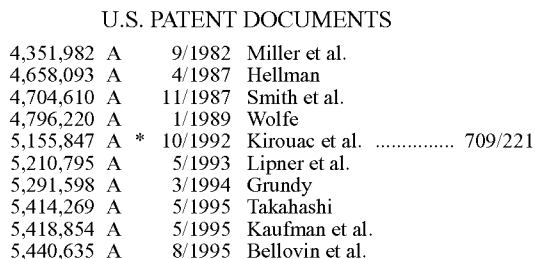 U.S. PATENT DOCUMENTS
4,351,982 A 9/1982 Miller et al.
4,658,093 A 4/1987 Hellman
4,704,610 A 11/1987 Smith et al.
4,796,220 A 1/1989 Wolfe
5,155,847 A * 10/1992 Kirouac et al. ............... 709/221
5,210,795 A 5/1993 Lipner et al.
5,291,598 A 3/1994 Grundy
5,414,269 A 5/1995 Takahashi
5,418,854 A 5/1995 Kaufman et al.
5,440,635 A 8/1995 Bellovin et al.